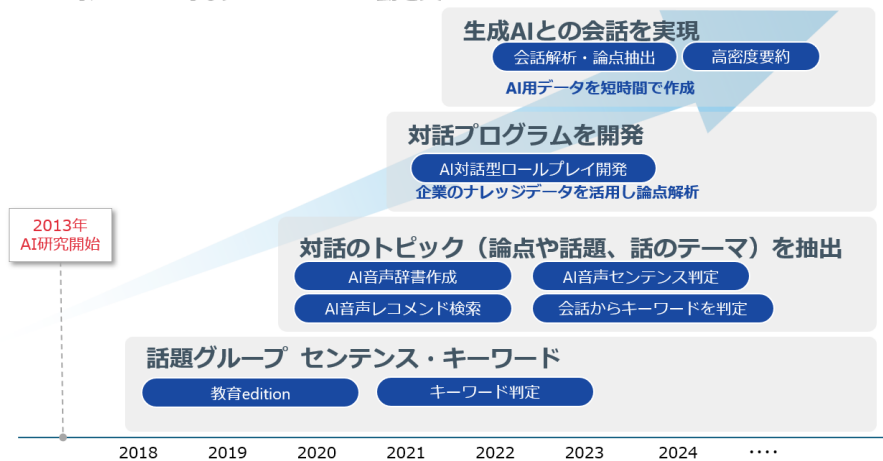 生成AIとの会話を実現
会話解析・論点抽出
高密度要約
AI用データを短時間で作成
対話プログラムを開発
AI対話型ロールプレイ開発
企業のナレッジデータを活用し論点解析
2013年
AI研究開始
対話のトピック（論点や話題、話のテーマ）を抽出
AI音声辞書作成
AI音声センテンス判定
AI音声レコメンド検索
会話からキーワードを判定
話題グループ センテンス・キーワード
教育edition
キーワード判定
2018 2019 2020 2021 2022 2023 2024 ････